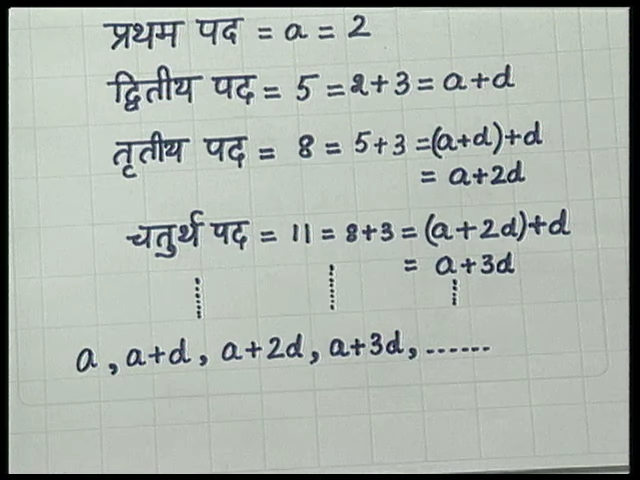 प्रथम पद = a = 2
द्वितीय पद = 5 = 2+3 = a+d
तृतीय पद = 8 = 5+3 =(a+d)+d
= a+2d
चतुर्थ पद = 11 = 8+3 = (a+2d)+d
= a+3d
a, a+d, a+2d, a+3d, ......